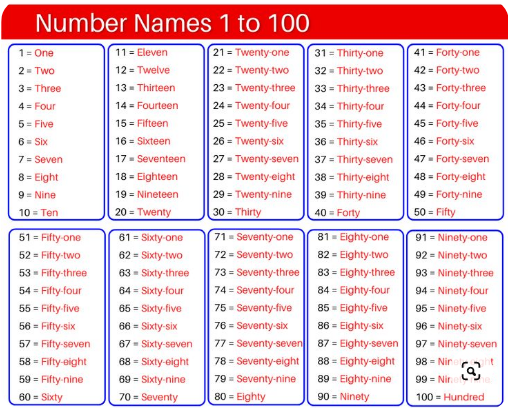 Number Names 1 to 100
1 = One
2 = Two
3 = Three
4 = Four
5 = Five
6 = Six
7 = Seven
8 = Eight
9 = Nine
10 = Ten
11 = Eleven
12 = Twelve
13 = Thirteen
14 = Fourteen
15 = Fifteen
16 = Sixteen
17 = Seventeen
18 = Eighteen
19 = Nineteen
20 = Twenty
21 = Twenty-one
22 = Twenty-two
23 = Twenty-three
24 = Twenty-four
25 = Twenty-five
26 = Twenty-six
27 = Twenty-seven
28 = Twenty-eight
29 = Twenty-nine
30 = Thirty
31 = Thirty-one
32 = Thirty-two
33 = Thirty-three
34 = Thirty-four
35 = Thirty-five
36 = Thirty-six
37 = Thirty-seven
38 = Thirty-eight
39 = Thirty-nine
40 = Forty
41 = Forty-one
42 = Forty-two
43 = Forty-three
44 = Forty-four
45 = Forty-five
46 = Forty-six
47 = Forty-seven
48 = Forty-eight
49 = Forty-nine
50 = Fifty
51 = Fifty-one
52 = Fifty-two
53 = Fifty-three
54 = Fifty-four
55 = Fifty-five
56 = Fifty-six
57 = Fifty-seven
58 = Fifty-eight
59 = Fifty-nine
60 = Sixty
61 = Sixty-one
62 = Sixty-two
63 = Sixty-three
64 = Sixty-four
65 = Sixty-five
66 = Sixty-six
67 = Sixty-seven
68 = Sixty-eight
69 = Sixty-nine
70 = Seventy
71 = Seventy-one
72 = Seventy-two
73 = Seventy-three
74 = Seventy-four
75 = Seventy-five
76 = Seventy-six
77 = Seventy-seven
78 = Seventy-eight
79 = Seventy-nine
80 = Eighty
81 = Eighty-one
82 = Eighty-two
83 = Eighty-three
84 = Eighty-four
85 = Eighty-five
86 = Eighty-six
87 = Eighty-seven
88 = Eighty-eight
89 = Eighty-nine
90 = Ninety
91 = Ninety-one
92 = Ninety-two
93 = Ninety-three
94 = Ninety-four
95 = Ninety-five
96 = Ninety-six
97 = Ninety-seven
98 =
99 =
100 = Hundred